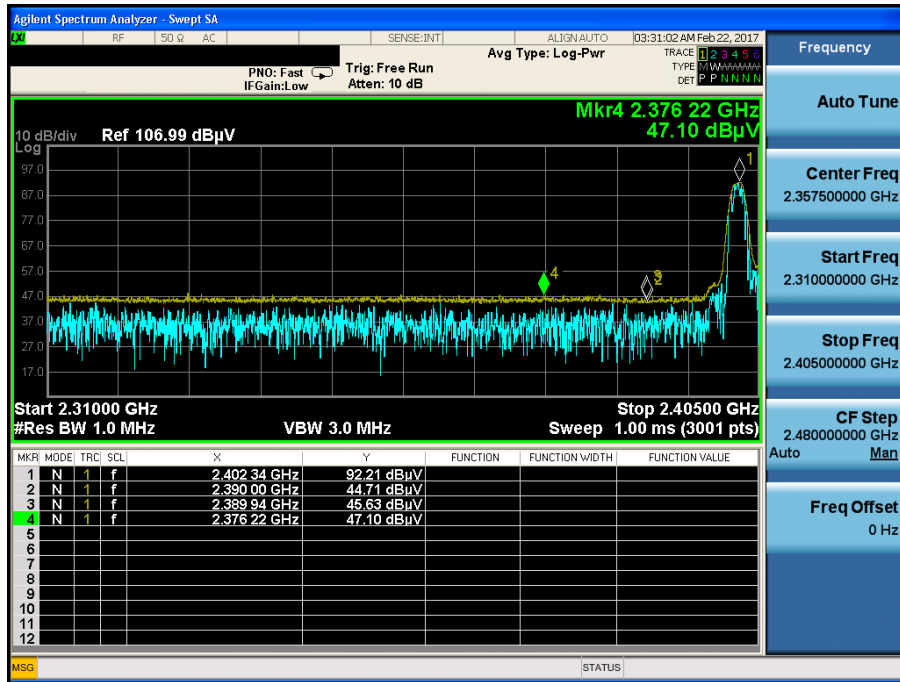 Agilent Spectrum Analyzer - Swept SA
LXI RF 50 Ω AC SENSE:INT ALIGN AUTO 03:31:02 AM Feb 22, 2017
PNO: Fast
IFGain:Low
Trig: Free Run
Atten: 10 dB
Avg Type: Log-Pwr
TRACE 1 2 3 4 5 6
TYPE M WWWWW
DET P P N N N N
Mkr4 2.376 22 GHz
47.10 dBµV
10 dB/div Ref 106.99 dBµV
Log
97.0
87.0
77.0
67.0
57.0
47.0
37.0
27.0
17.0
1
4
Start 2.31000 GHz Stop 2.40500 GHz
#Res BW 1.0 MHz VBW 3.0 MHz Sweep 1.00 ms (3001 pts)
MKR MODE TRC SCL X Y FUNCTION FUNCTION WIDTH FUNCTION VALUE
1 N 1 f 2.402 34 GHz 92.21 dBµV
2 N 1 f 2.390 00 GHz 44.71 dBµV
3 N 1 f 2.389 94 GHz 45.63 dBµV
4 N 1 f 2.376 22 GHz 47.10 dBµV
5
6
7
8
9
10
11
12
MSG STATUS
Frequency
Auto Tune
Center Freq
2.357500000 GHz
Start Freq
2.310000000 GHz
Stop Freq
2.405000000 GHz
CF Step
2.480000000 GHz
Auto Man
Freq Offset
0 Hz